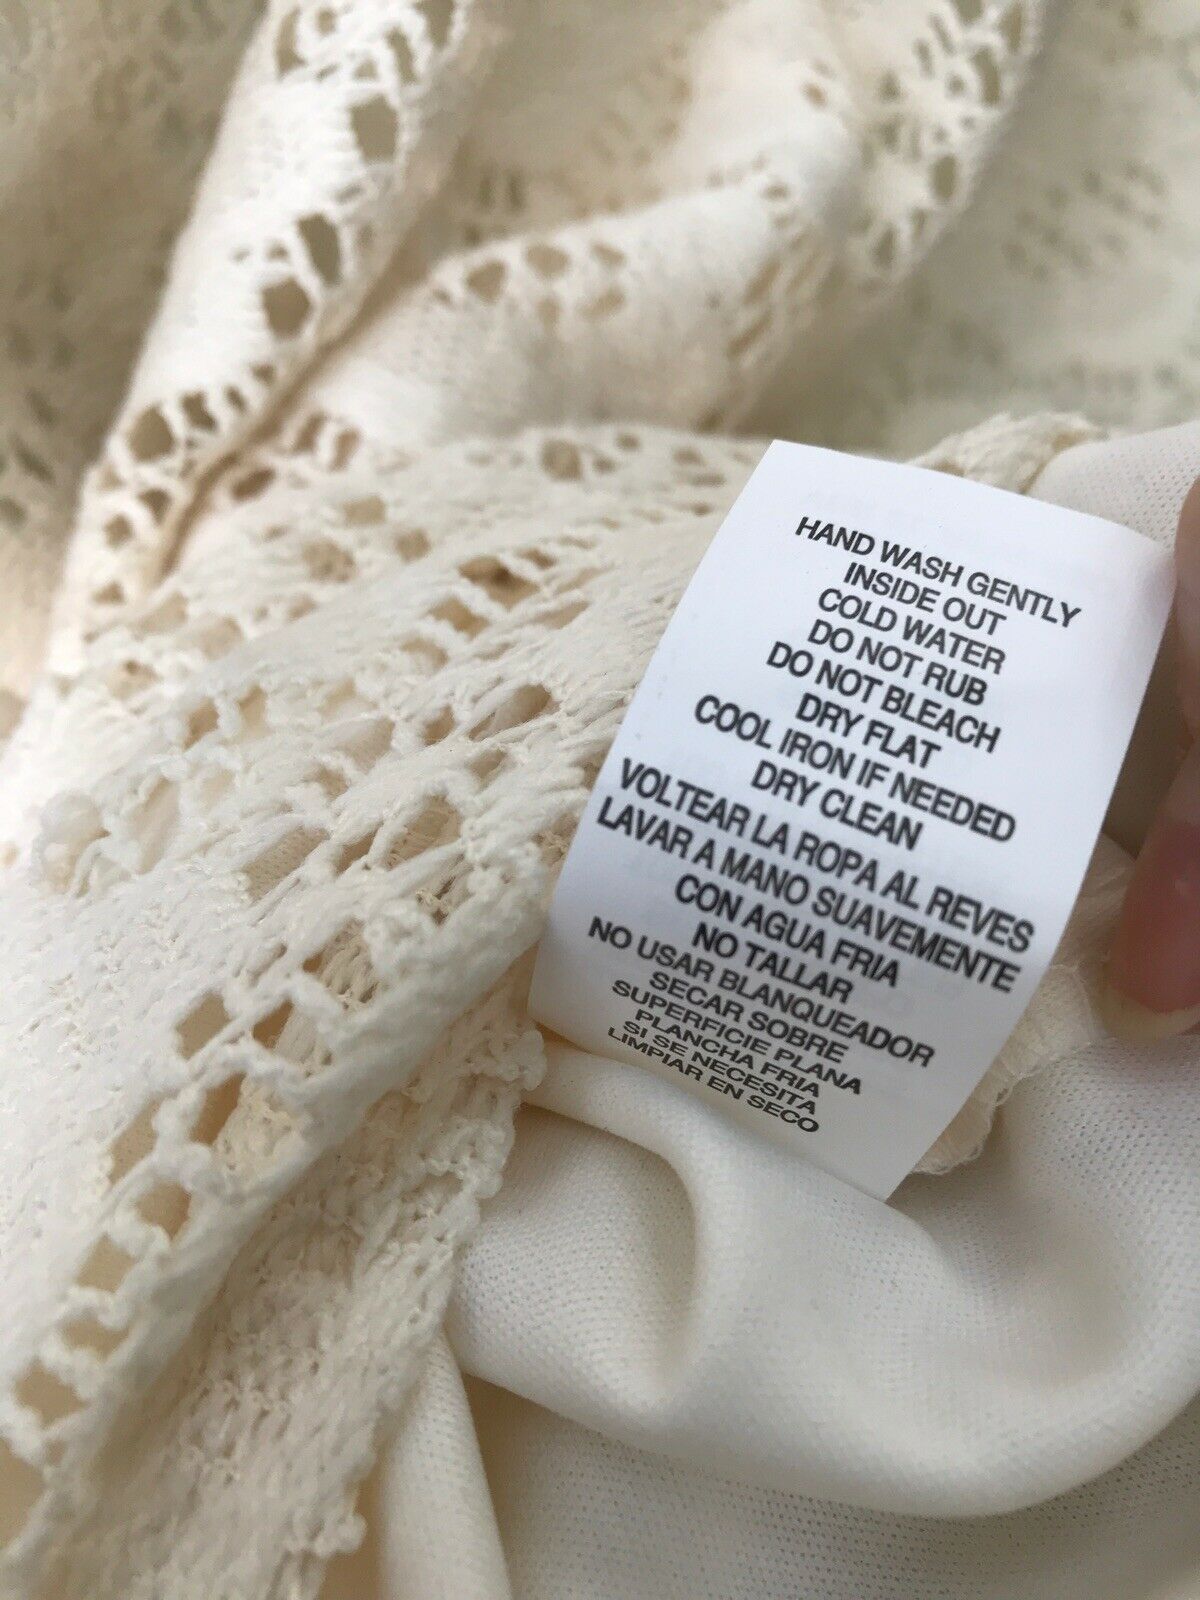 HAND WASH GENTLY
INSIDE OUT
COLD WATER
DO NOT RUB
DO NOT BLEACH
DRY FLAT
COOL IRON IF NEEDED
DRY CLEAN
VOLTEAR LA ROPA AL REVES
LAVAR A MANO SUAVEMENTE
CON AGUA FRIA
NO TALLAR
NO USAR BLANQUEADOR
SECAR SOBRE
SUPERFICIE PLANA
PLANCHA FRIA
SI SE NECESITA
LIMPIAR EN SECO